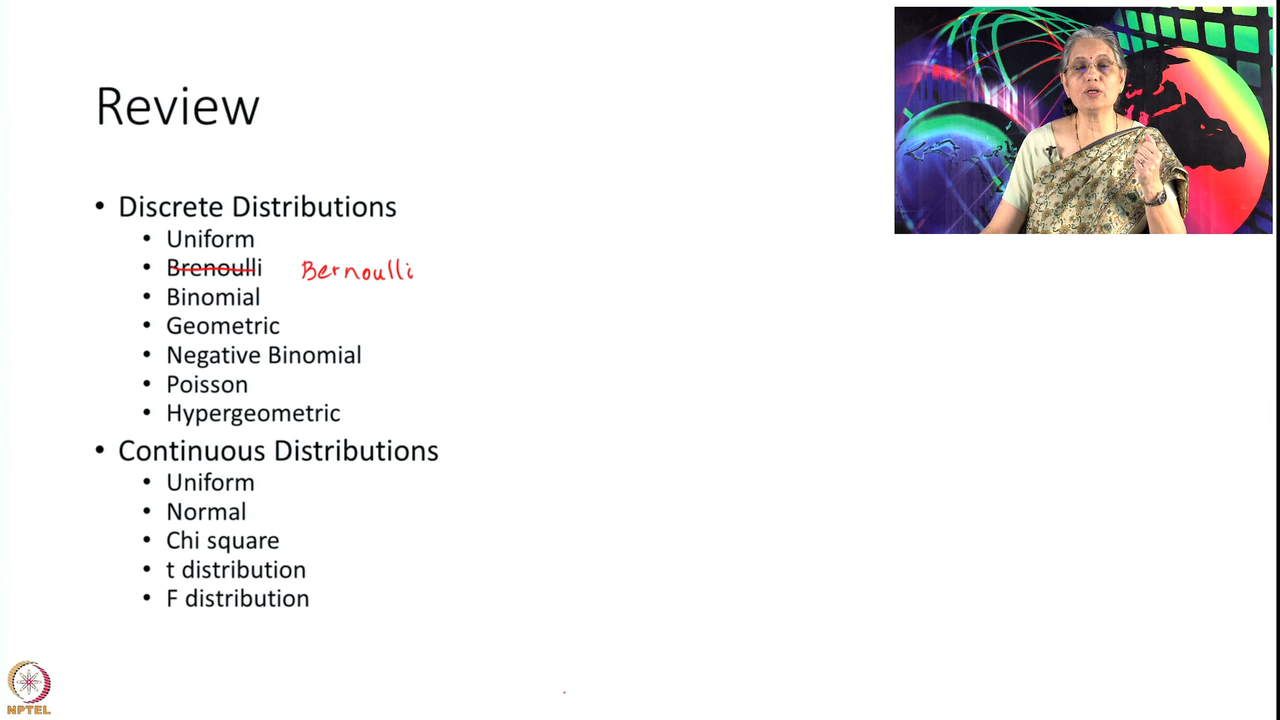 Review
• Discrete Distributions
• Uniform
• Brenoulli Bernoulli
• Binomial
• Geometric
• Negative Binomial
• Poisson
• Hypergeometric
• Continuous Distributions
• Uniform
• Normal
• Chi square
• t distribution
• F distribution
NPTEL